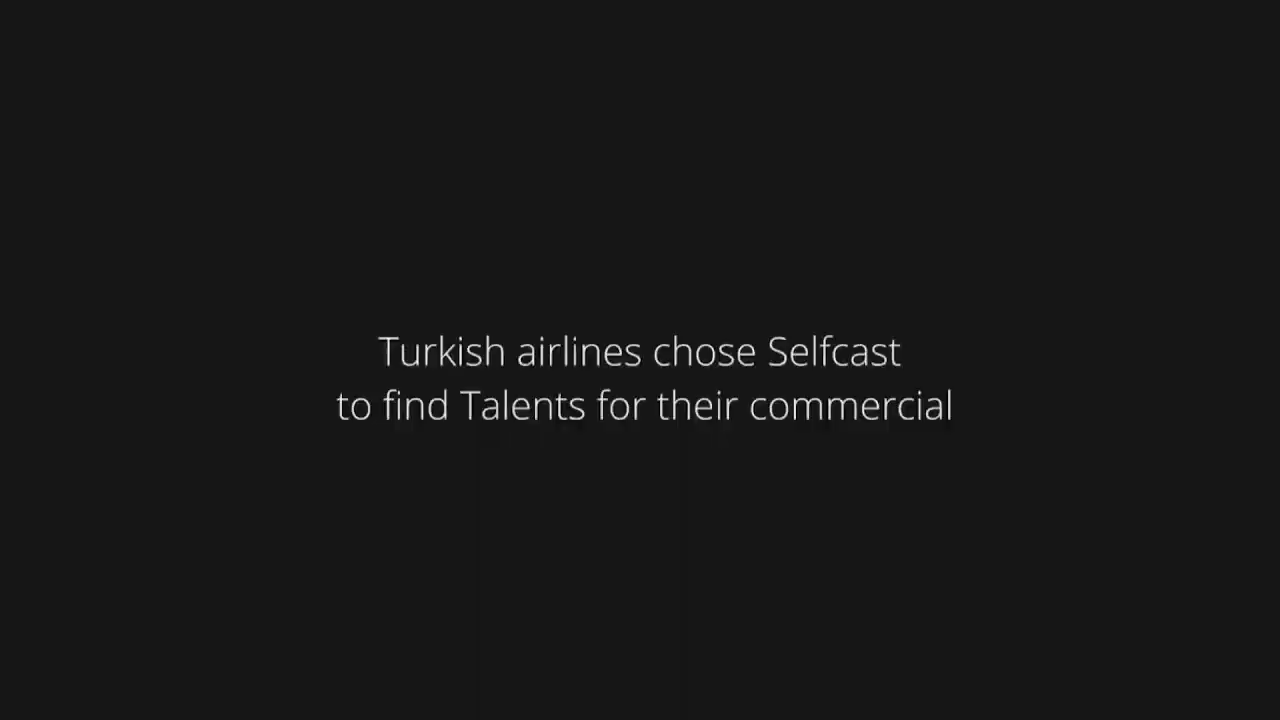 Turkish airlines chose Selfcast
to find Talents for their commercial